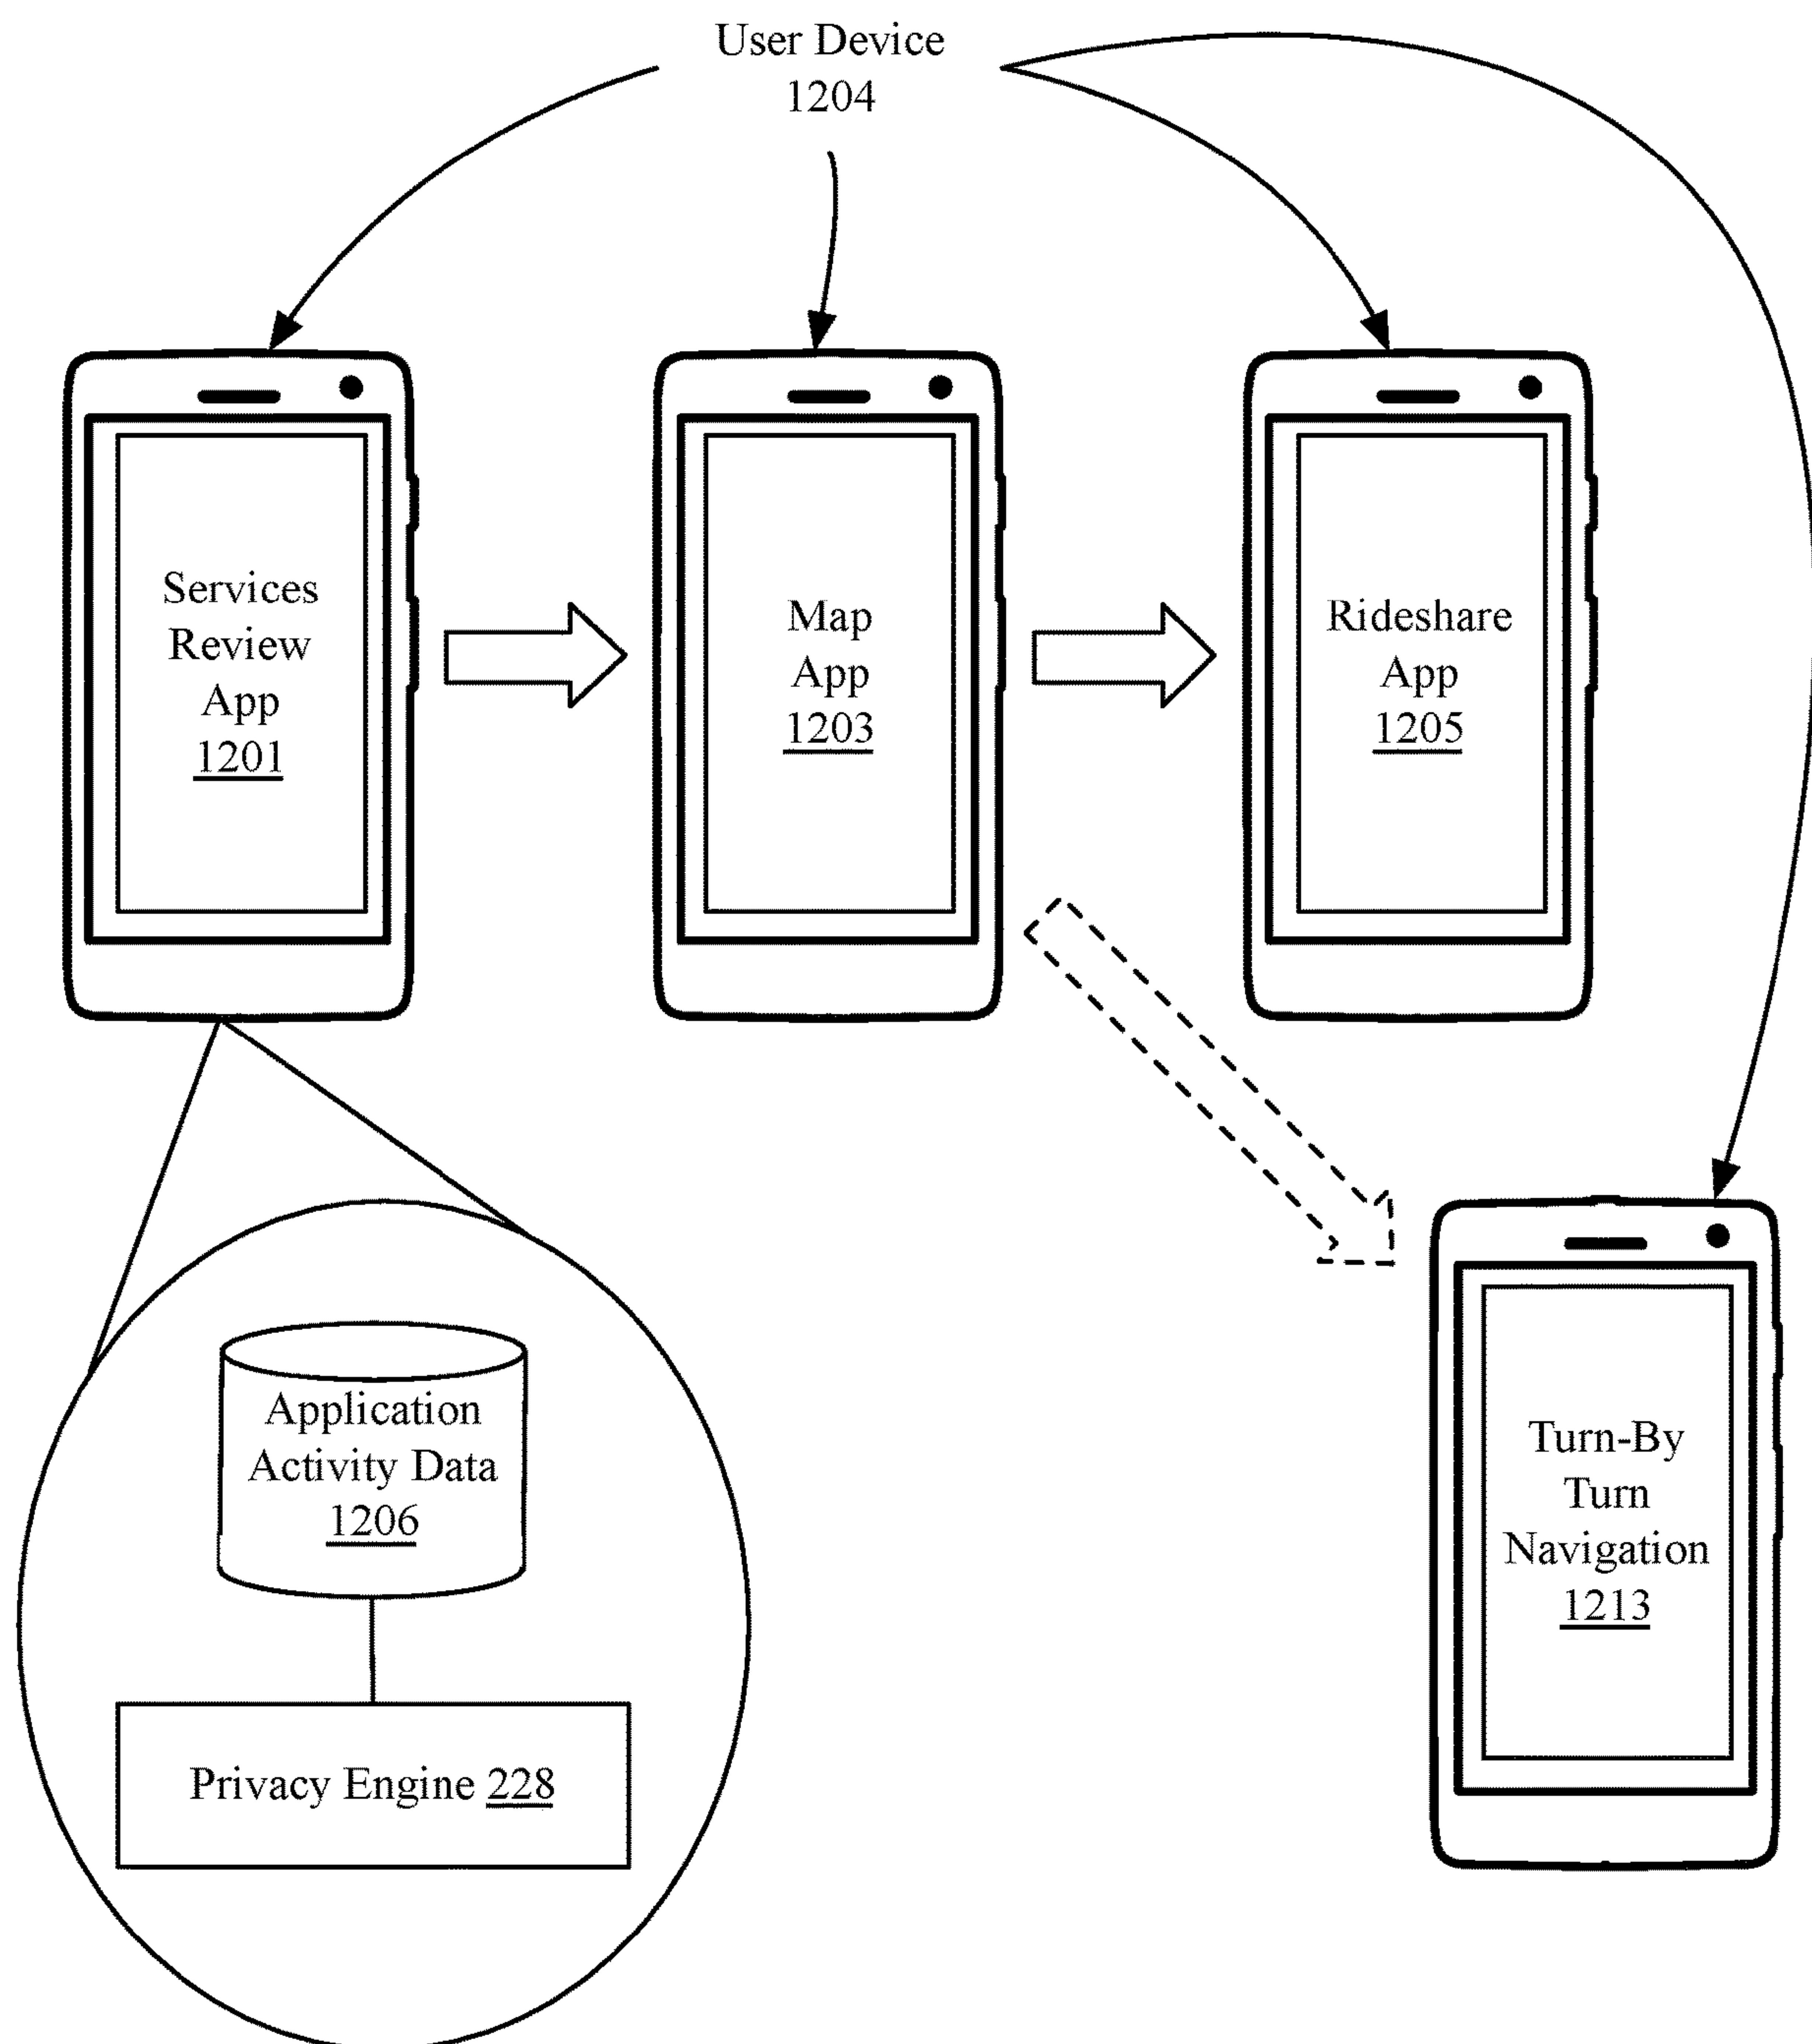 User Device
1204
Services
Review
App
1201
Map
App
1203
Rideshare
App
1205
Application
Activity Data
1206
Privacy Engine 228
Turn-By
Turn
Navigation
1213